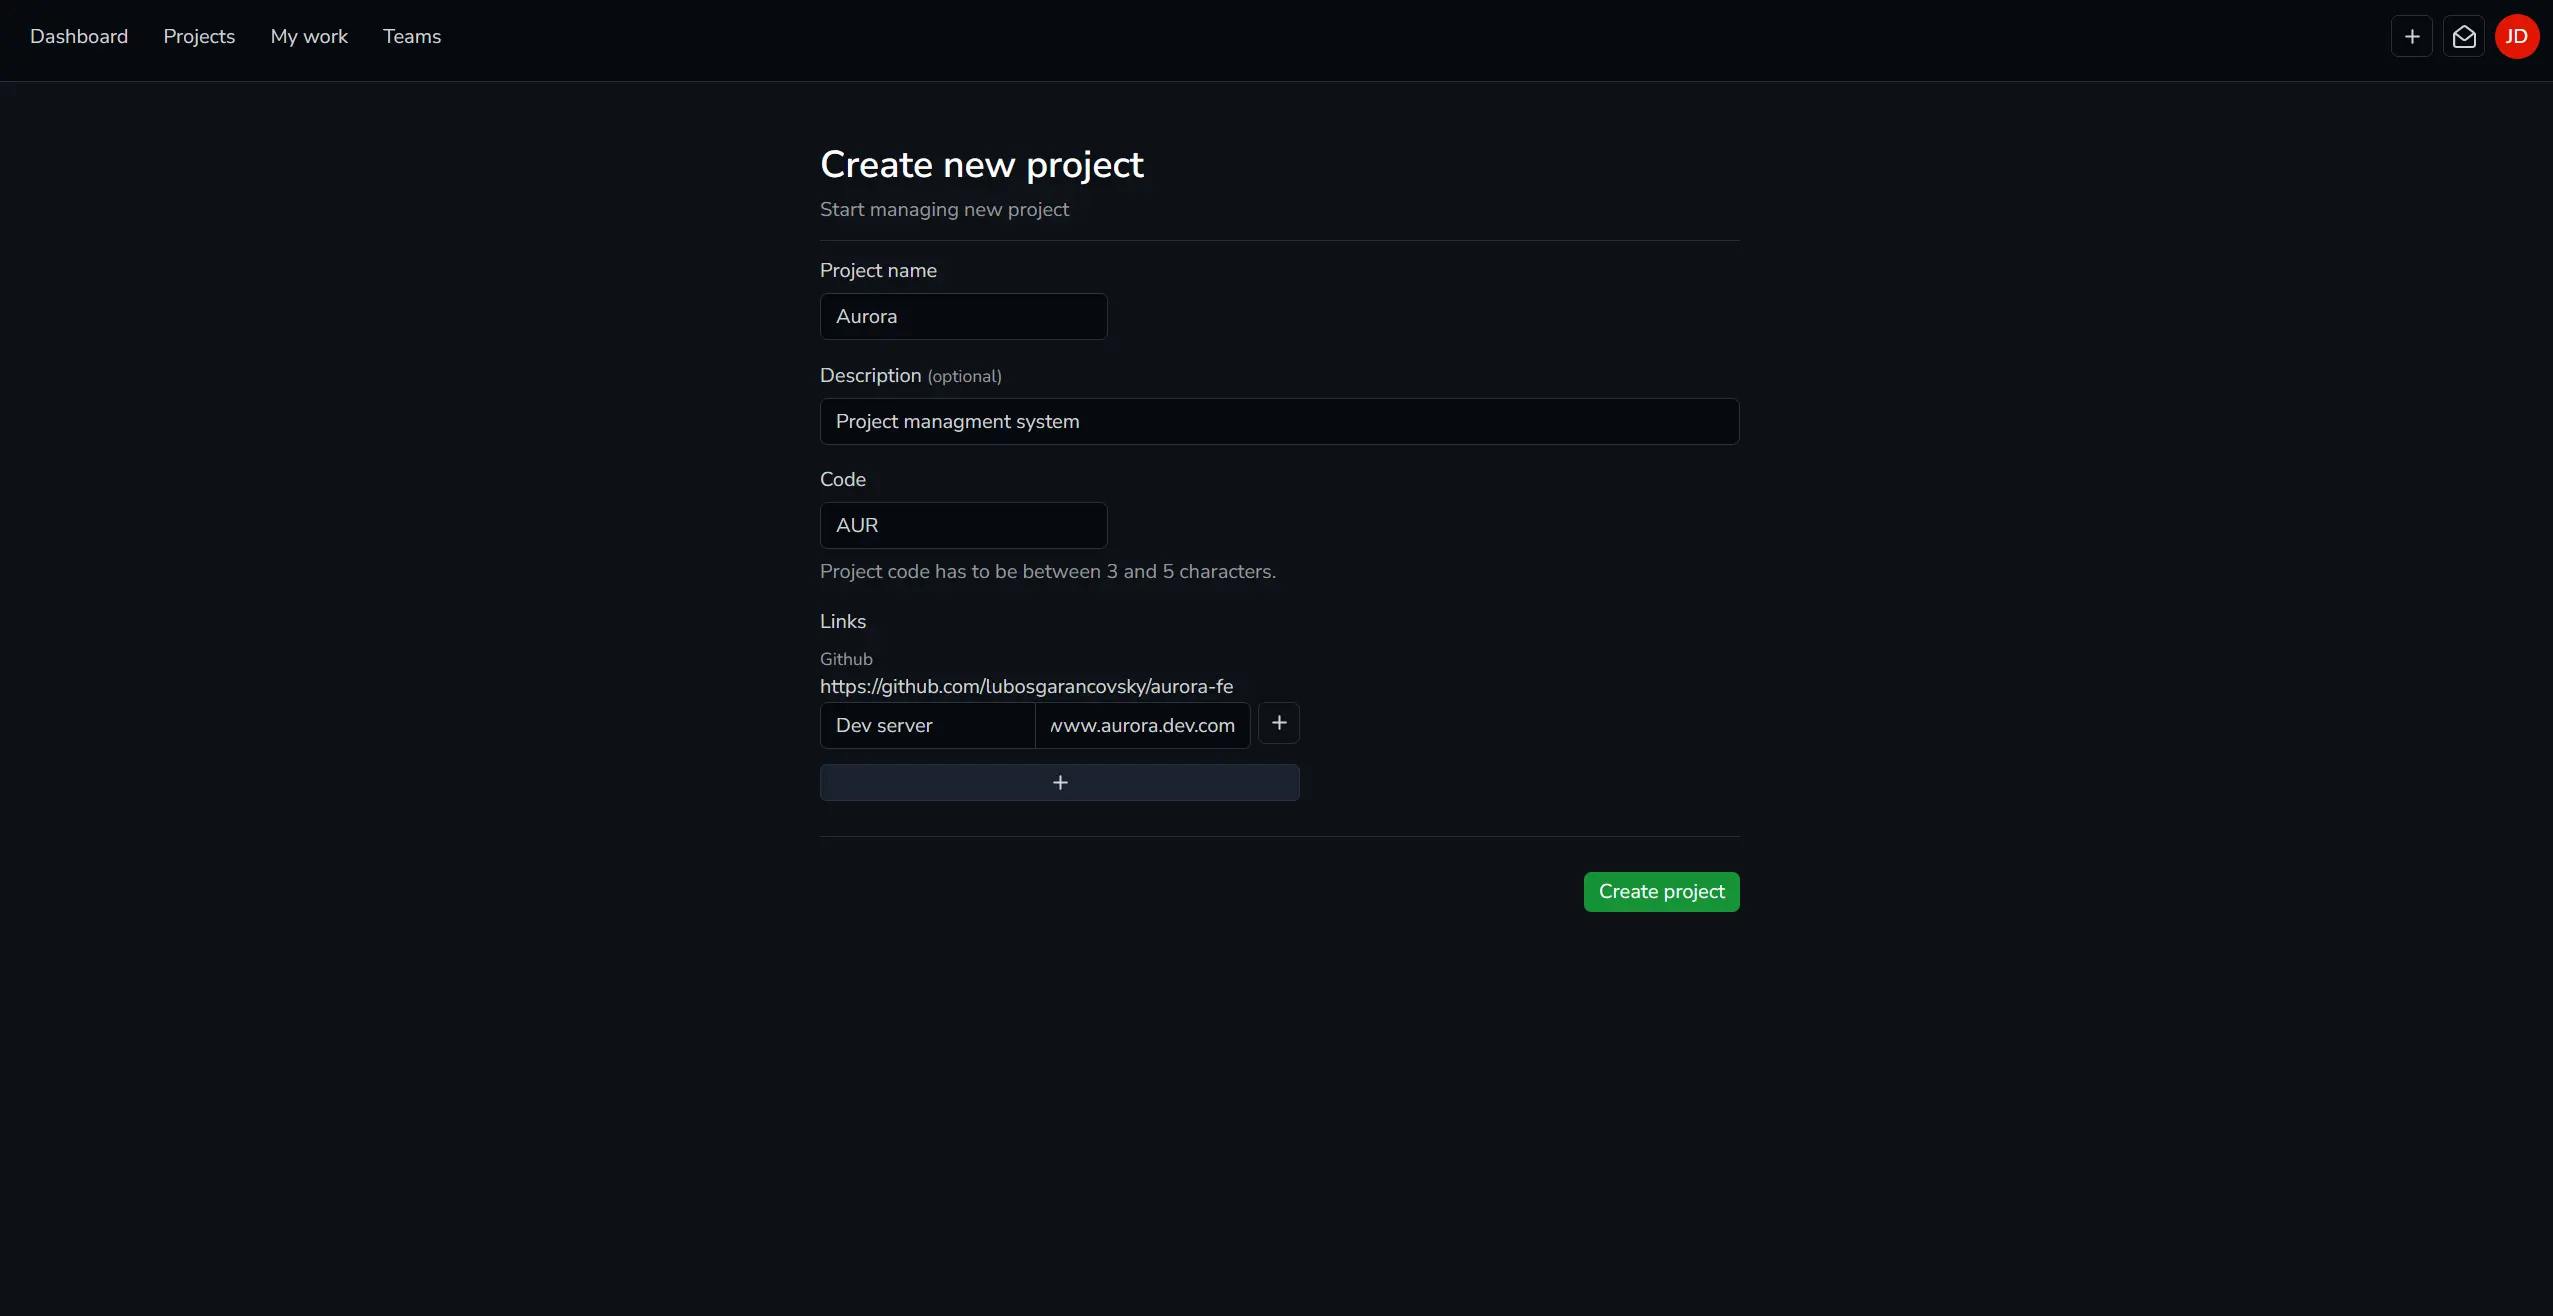 Dashboard Projects My work Teams JD
Create new project
Start managing new project
Project name
Aurora
Description (optional)
Project managment system
Code
AUR
Project code has to be between 3 and 5 characters.
Links
Github
https://github.com/lubosgarancovsky/aurora-fe
Dev server www.aurora.dev.com
Create project